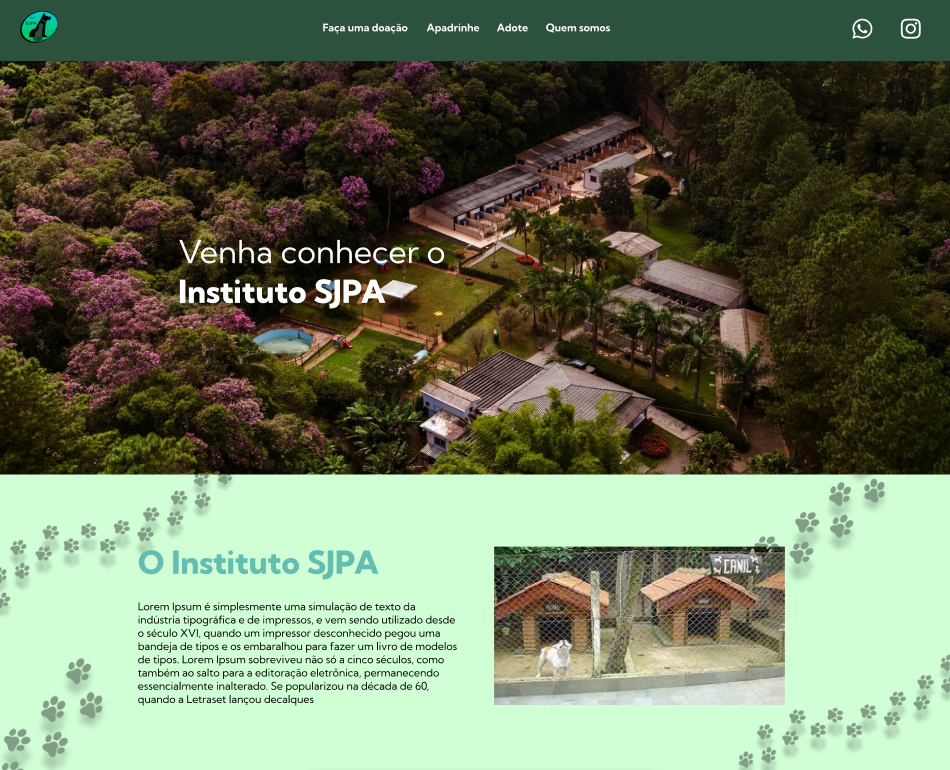 SJPA
Faça uma doação Apadrinhe Adote Quem somos
Venha conhecer o
Instituto SJPA
O Instituto SJPA
CANIL
Lorem Ipsum é simplesmente uma simulação de texto da
indústria tipográfica e de impressos, e vem sendo utilizado desde
o século XVI, quando um impressor desconhecido pegou uma
bandeja de tipos e os embaralhou para fazer um livro de modelos
de tipos. Lorem Ipsum sobreviveu não só a cinco séculos, como
também ao salto para a editoração eletrônica, permanecendo
essencialmente inalterado. Se popularizou na década de 60,
quando a Letraset lançou decalques